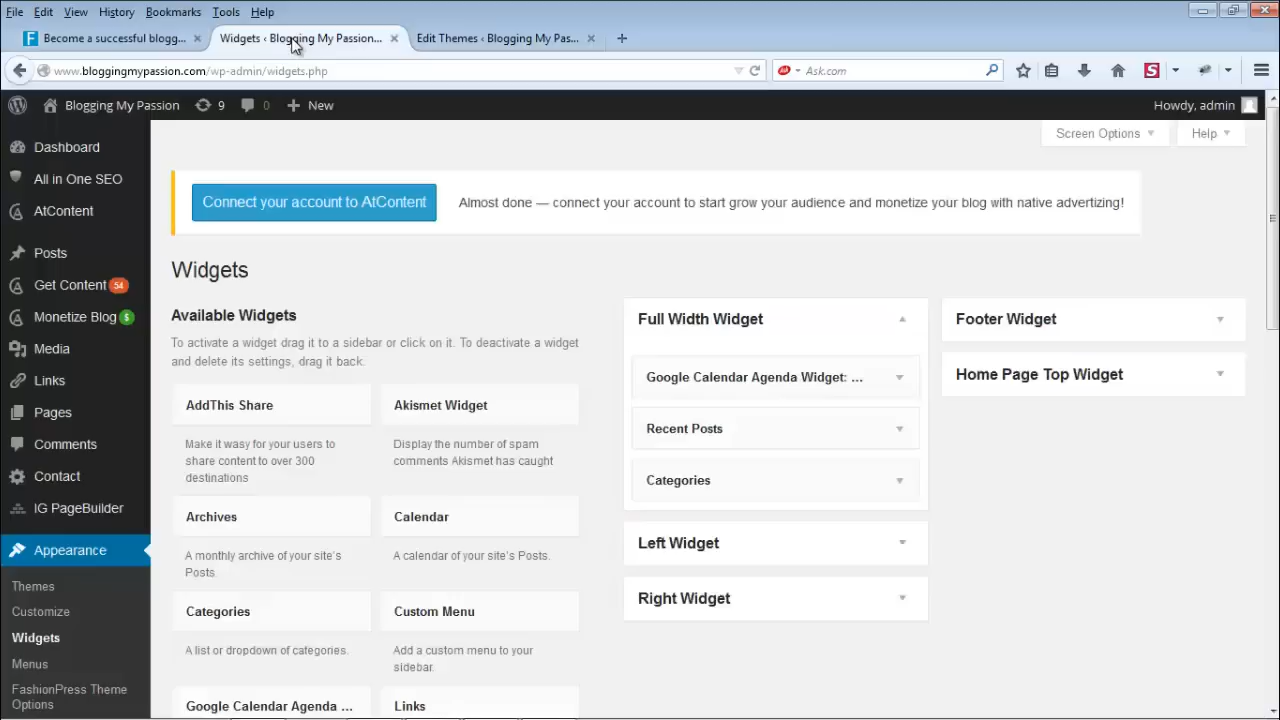 File Edit View History Bookmarks Tools Help
Become a successful blogg...
Widgets ‹ Blogging My Passion...
Edit Themes ‹ Blogging My Pas...
www.bloggingmypassion.com/wp-admin/widgets.php
Ask.com
Blogging My Passion 9 0 New
Howdy, admin
Screen Options
Help
Dashboard
All in One SEO
AtContent
Posts
Get Content 54
Monetize Blog 5
Media
Links
Pages
Comments
Contact
IG PageBuilder
Appearance
Themes
Customize
Widgets
Menus
FashionPress Theme
Options
Connect your account to AtContent
Almost done — connect your account to start grow your audience and monetize your blog with native advertizing!
Widgets
Available Widgets
To activate a widget drag it to a sidebar or click on it. To deactivate a widget
and delete its settings, drag it back.
AddThis Share
Make it wasy for your users to
share content to over 300
destinations
Akismet Widget
Display the number of spam
comments Akismet has caught
Archives
A monthly archive of your site's
Posts.
Calendar
A calendar of your site's Posts.
Categories
A list or dropdown of categories.
Custom Menu
Add a custom menu to your
sidebar.
Google Calendar Agenda ...
Links
Full Width Widget
Google Calendar Agenda Widget: ...
Recent Posts
Categories
Left Widget
Right Widget
Footer Widget
Home Page Top Widget